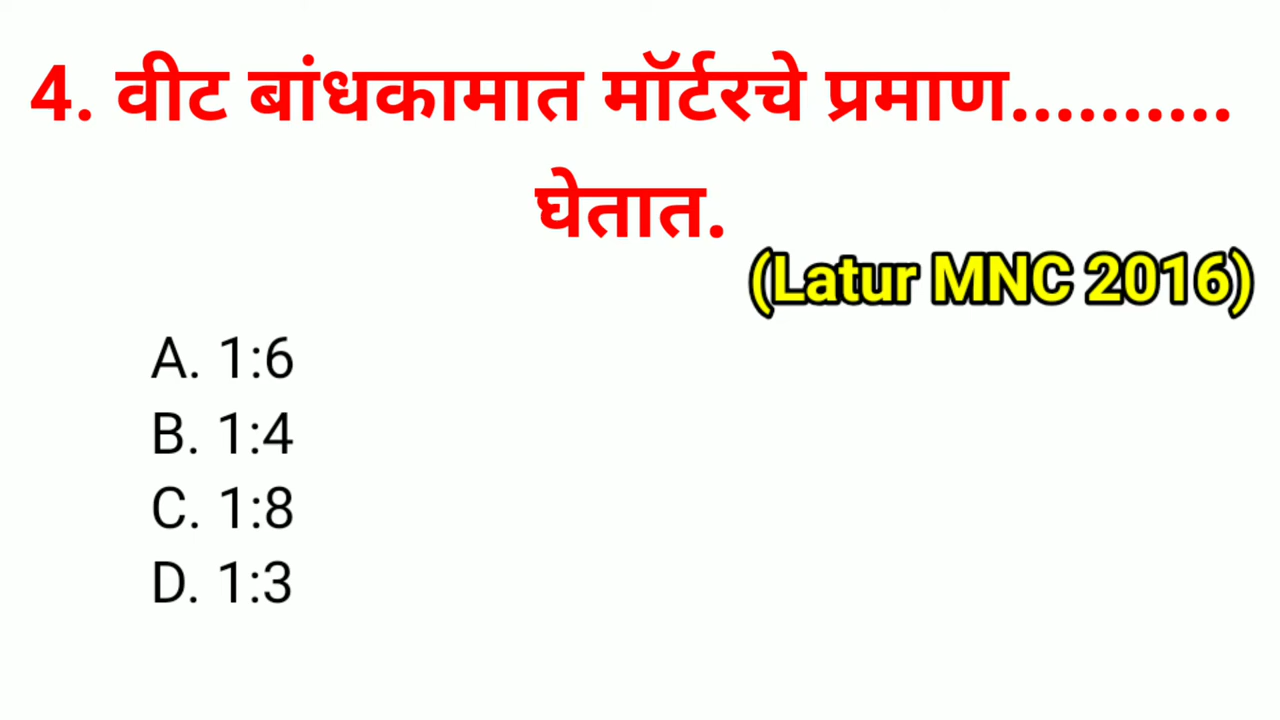 4. वीट बांधकामात मॉर्टरचे प्रमाण..........
घेतात.
(Latur MNC 2016)
A. 1:6
B. 1:4
C. 1:8
D. 1:3